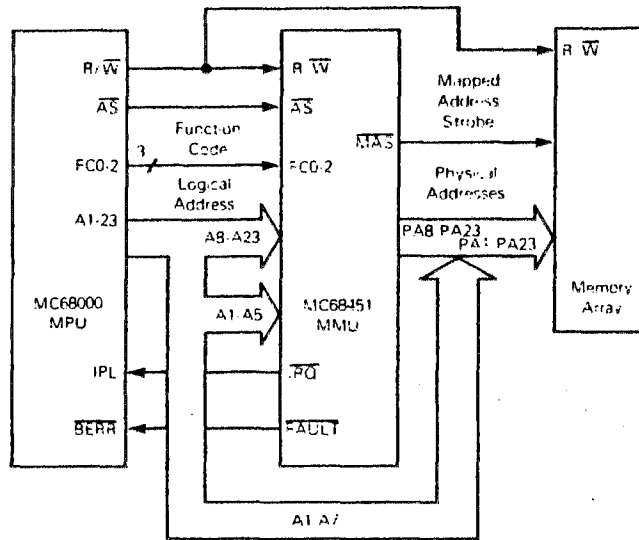 R/W
AS
FC0-2
A1-23
MC68000
MPU
IPL
BERR
3
Function
Code
Logical
Address
A8-A23
A1-A5
R/W
AS
FC0-2
MAS
MC68451
MMU
IRQ
FAULT
Mapped
Address
Strobe
Physical
Addresses
PA8-PA23
PA1-PA23
R/W
Memory
Array
A1-A7